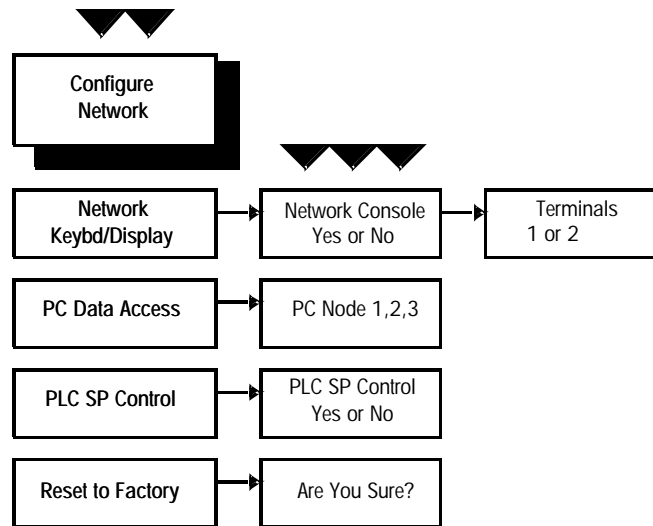 Configure
Network
Network
Keybd/Display
Network Console
Yes or No
Terminals
1 or 2
PC Data Access
PC Node 1,2,3
PLC SP Control
PLC SP Control
Yes or No
Reset to Factory
Are You Sure?